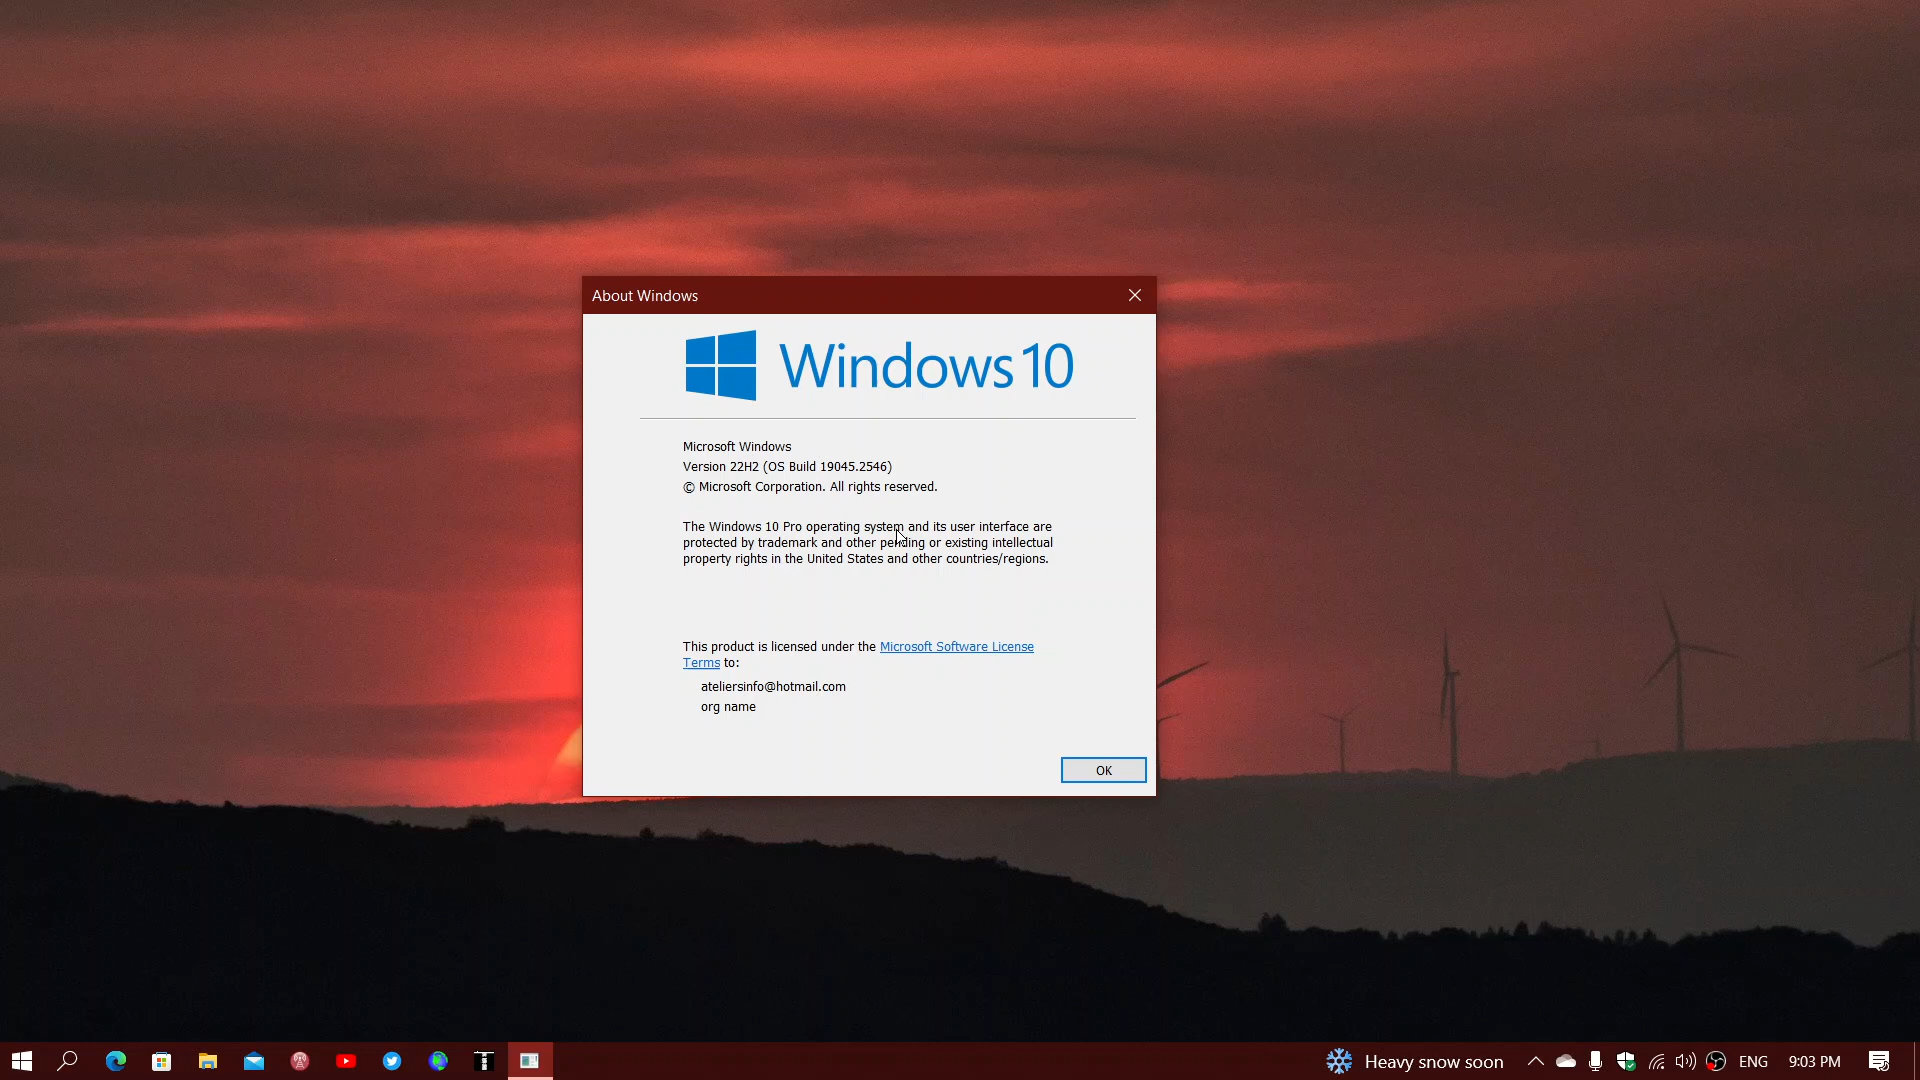 About Windows
Windows 10
Microsoft Windows
Version 22H2 (OS Build 19045.2546)
© Microsoft Corporation. All rights reserved.
The Windows 10 Pro operating system and its user interface are
protected by trademark and other pending or existing intellectual
property rights in the United States and other countries/regions.
This product is licensed under the Microsoft Software License
Terms to:
ateliersinfo@hotmail.com
org name
OK
Heavy snow soon
ENG
9:03 PM